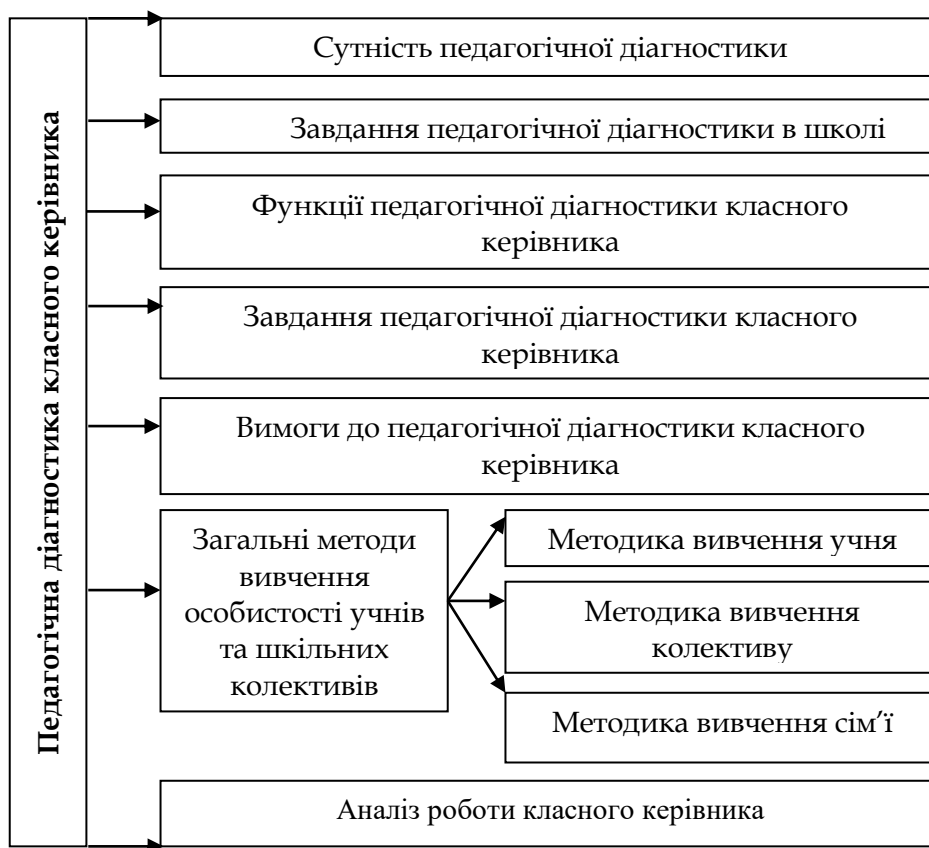 Педагогічна діагностика класного керівника
Сутність педагогічної діагностики
Завдання педагогічної діагностики в школі
Функції педагогічної діагностики класного
керівника
Завдання педагогічної діагностики класного
керівника
Вимоги до педагогічної діагностики класного
керівника
Загальні методи
вивчення
особистості учнів
та шкільних
колективів
Методика вивчення учня
Методика вивчення
колективу
Методика вивчення сім’ї
Аналіз роботи класного керівника